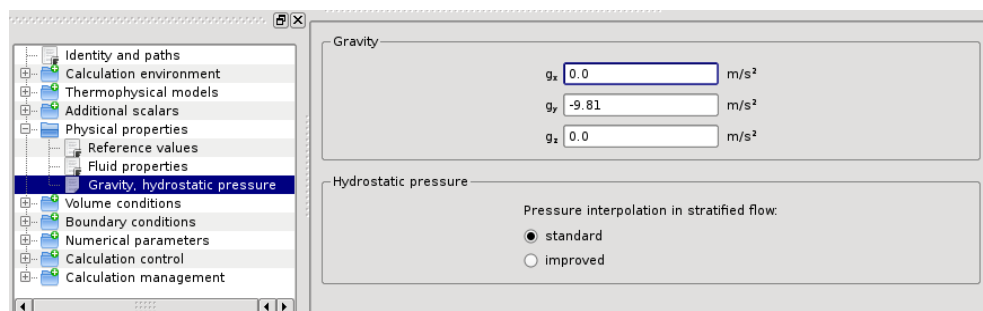 Identity and paths
Calculation environment
Thermophysical models
Additional scalars
Physical properties
Reference values
Fluid properties
Gravity, hydrostatic pressure
Volume conditions
Boundary conditions
Numerical parameters
Calculation control
Calculation management
Gravity
gₓ 0.0 m/s²
gᵧ -9.81 m/s²
g_z 0.0 m/s²
Hydrostatic pressure
Pressure interpolation in stratified flow:
standard
improved